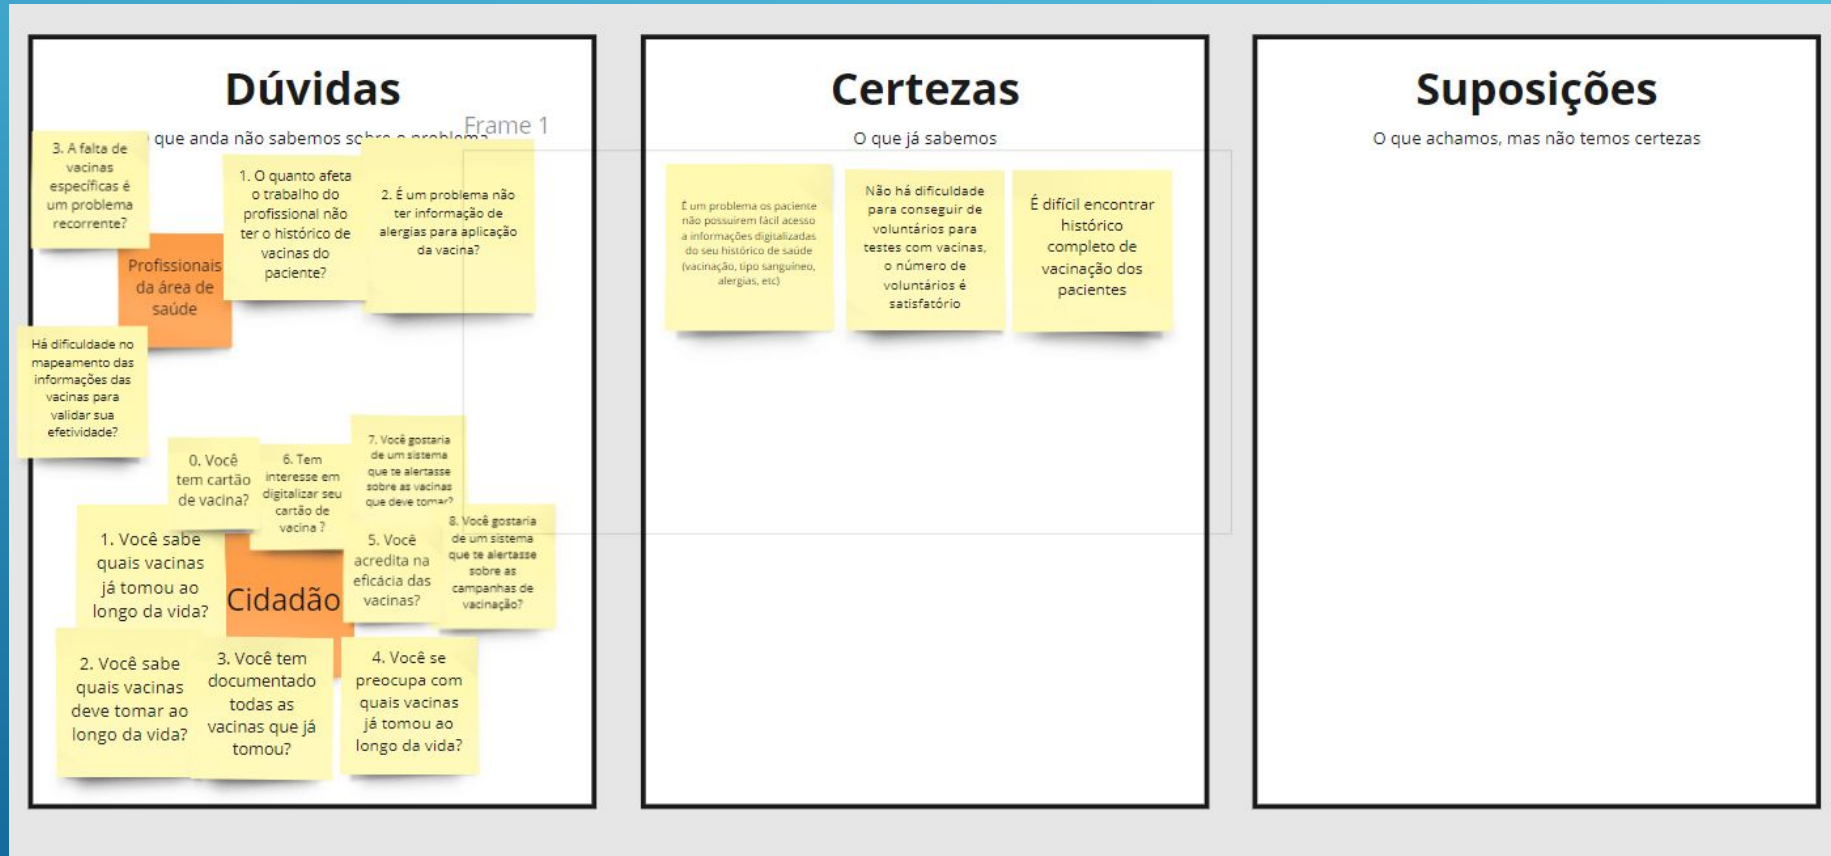 Dúvidas
que anda não sabemos sobre o problema
Frame 1
3. A falta de
vacinas
específicas é
um problema
recorrente?
1. O quanto afeta
o trabalho do
profissional não
ter o histórico de
vacinas do
paciente?
2. É um problema não
ter informação de
alergias para aplicação
da vacina?
Profissionais
da área de
saúde
Há dificuldade no
mapeamento das
informações das
vacinas para
validar sua
efetividade?
0. Você
tem cartão
de vacina?
6. Tem
interesse em
digitalizar seu
cartão de
vacina ?
7. Você gostaria
de um sistema
que te alertasse
sobre as vacinas
que deve tomar?
1. Você sabe
quais vacinas
já tomou ao
longo da vida?
Cidadão
5. Você
acredita na
eficácia das
vacinas?
8. Você gostaria
de um sistema
que te alertasse
sobre as
campanhas de
vacinação?
2. Você sabe
quais vacinas
deve tomar ao
longo da vida?
3. Você tem
documentado
todas as
vacinas que já
tomou?
4. Você se
preocupa com
quais vacinas
já tomou ao
longo da vida?
Certezas
O que já sabemos
É um problema os paciente
não possuirem fácil acesso
a informações digitalizadas
do seu histórico de saúde
(vacinação, tipo sanguíneo,
alergias, etc)
Não há dificuldade
para conseguir de
voluntários para
testes com vacinas,
o número de
voluntários é
satisfatório
É difícil encontrar
histórico
completo de
vacinação dos
pacientes
Suposições
O que achamos, mas não temos certezas